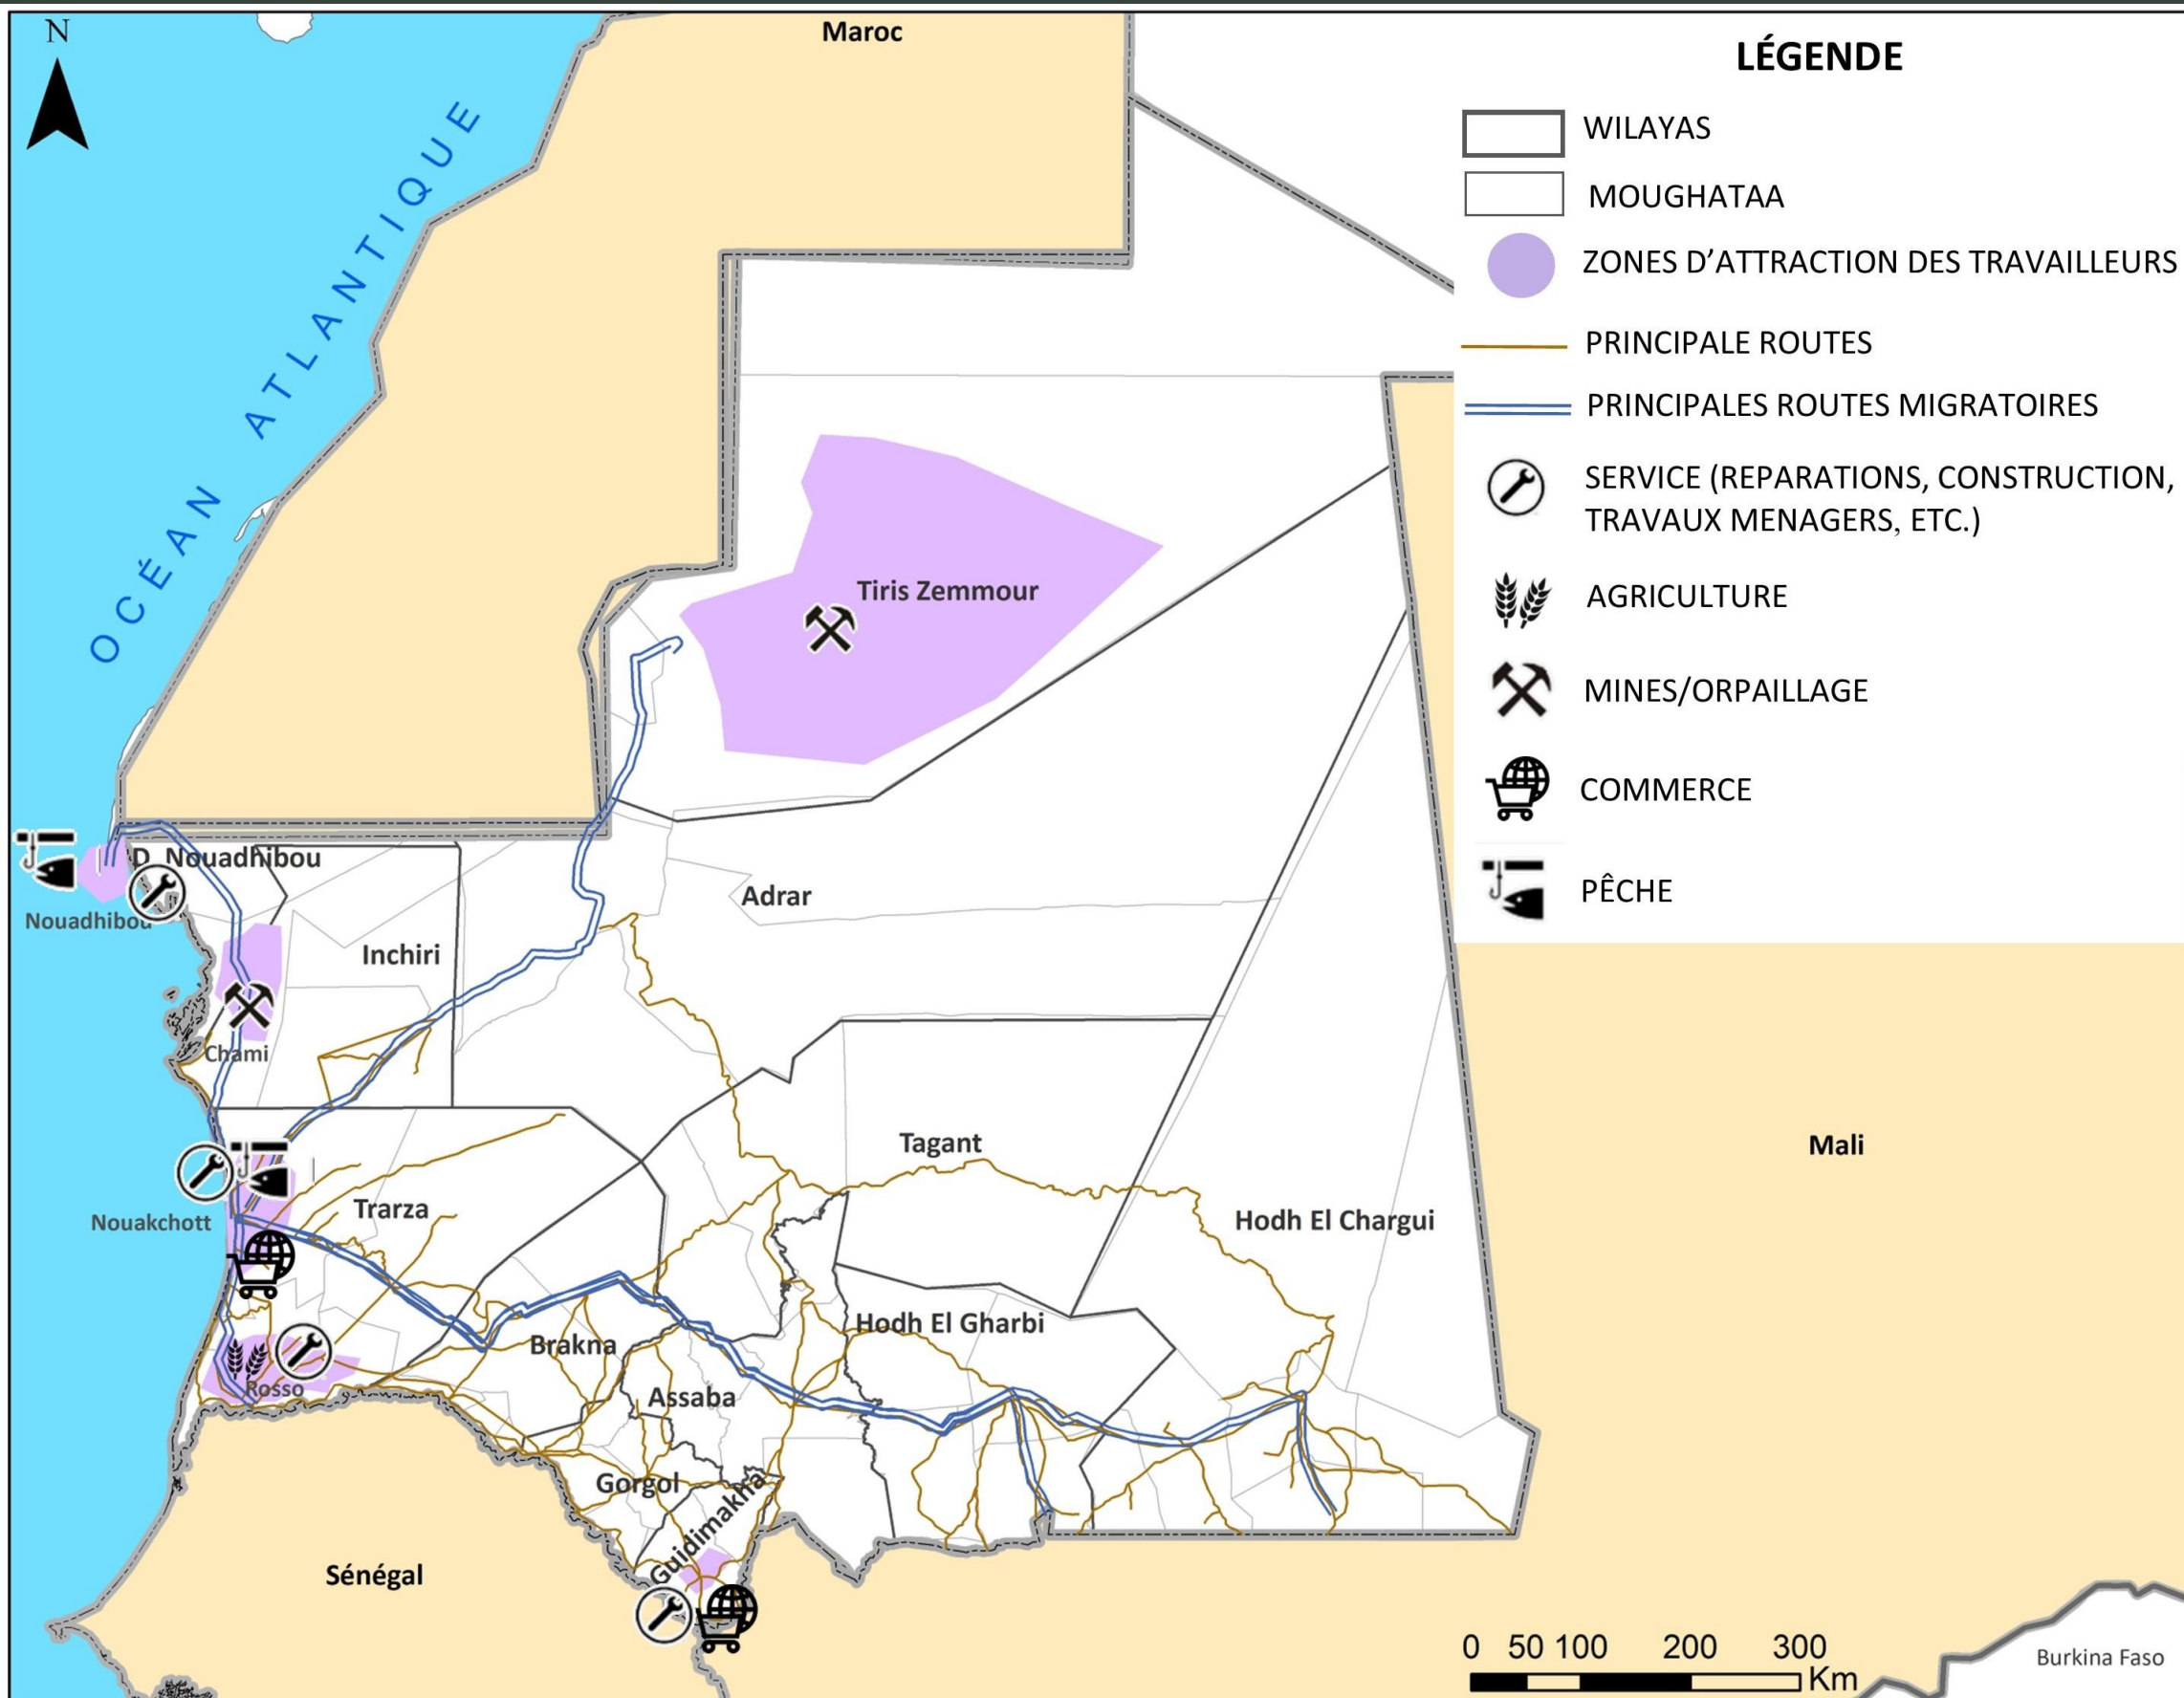 N
Maroc
OCÉAN ATLANTIQUE
LÉGENDE
WILAYAS
MOUGHATAA
ZONES D’ATTRACTION DES TRAVAILLEURS
PRINCIPALE ROUTES
PRINCIPALES ROUTES MIGRATOIRES
SERVICE (REPARATIONS, CONSTRUCTION,
TRAVAUX MENAGERS, ETC.)
AGRICULTURE
MINES/ORPAILLAGE
COMMERCE
PÊCHE
Tiris Zemmour
D_Nouadhibou
Nouadhibou
Adrar
Inchiri
Chami
Tagant
Mali
Nouakchott
Trarza
Hodh El Chargui
Hodh El Gharbi
Brakna
Rosso
Assaba
Gorgol
Guidimakha
Sénégal
0 50 100 200 300
Km
Burkina Faso